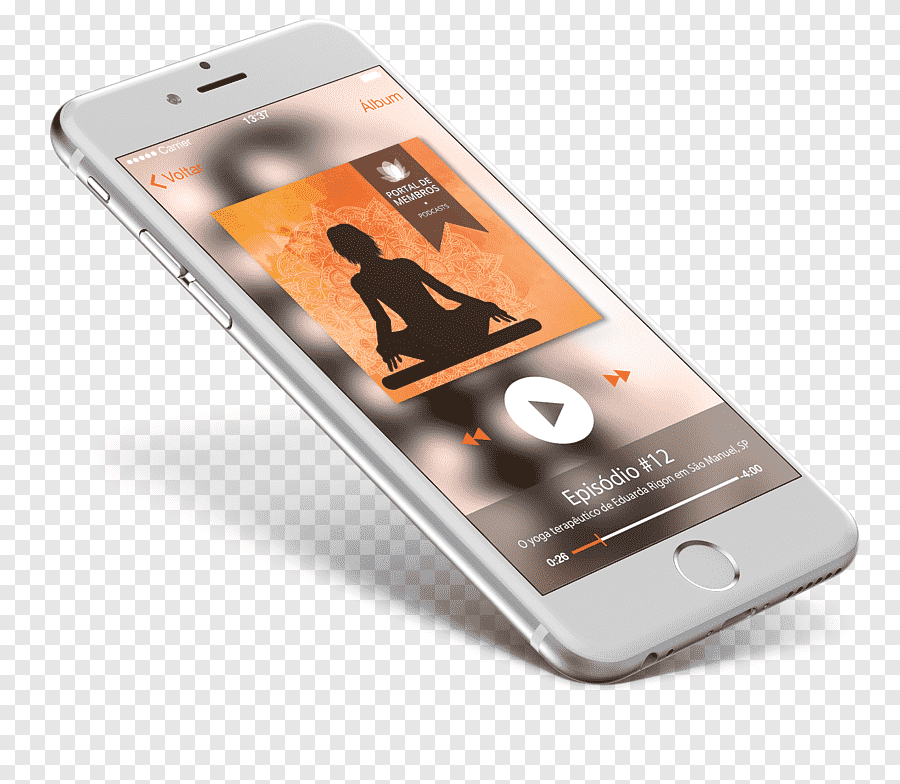 Carrier
13:37
Voltar
Álbum
PORTAL DE
MEMBROS
•
PODCASTS
Episódio #12
O yoga terapêutico de Eduarda Rigon em São Manuel, SP
0:26
-4:00